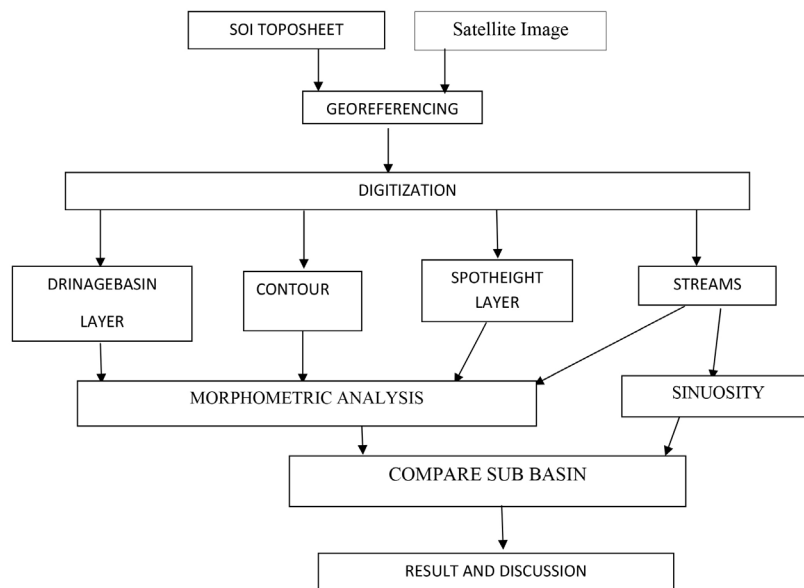 SOI TOPOSHEET
Satellite Image
GEOREFERENCING
DIGITIZATION
DRINAGEBASIN
LAYER
CONTOUR
SPOTHEIGHT
LAYER
STREAMS
MORPHOMETRIC ANALYSIS
SINUOSITY
COMPARE SUB BASIN
RESULT AND DISCUSSION